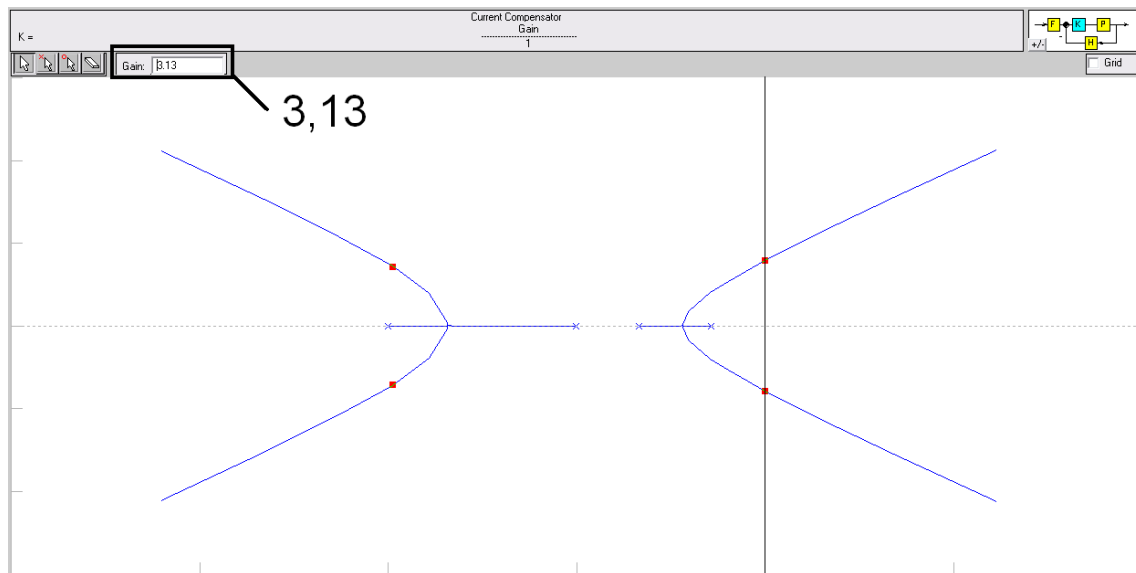 Current Compensator
Gain
K =
1
F
K
P
-
H
+/-
Gain: 3.13
Grid
3,13